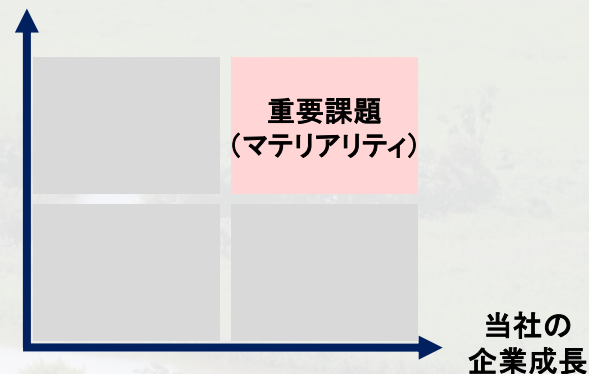 重要課題
（マテリアリティ）
当社の
企業成長